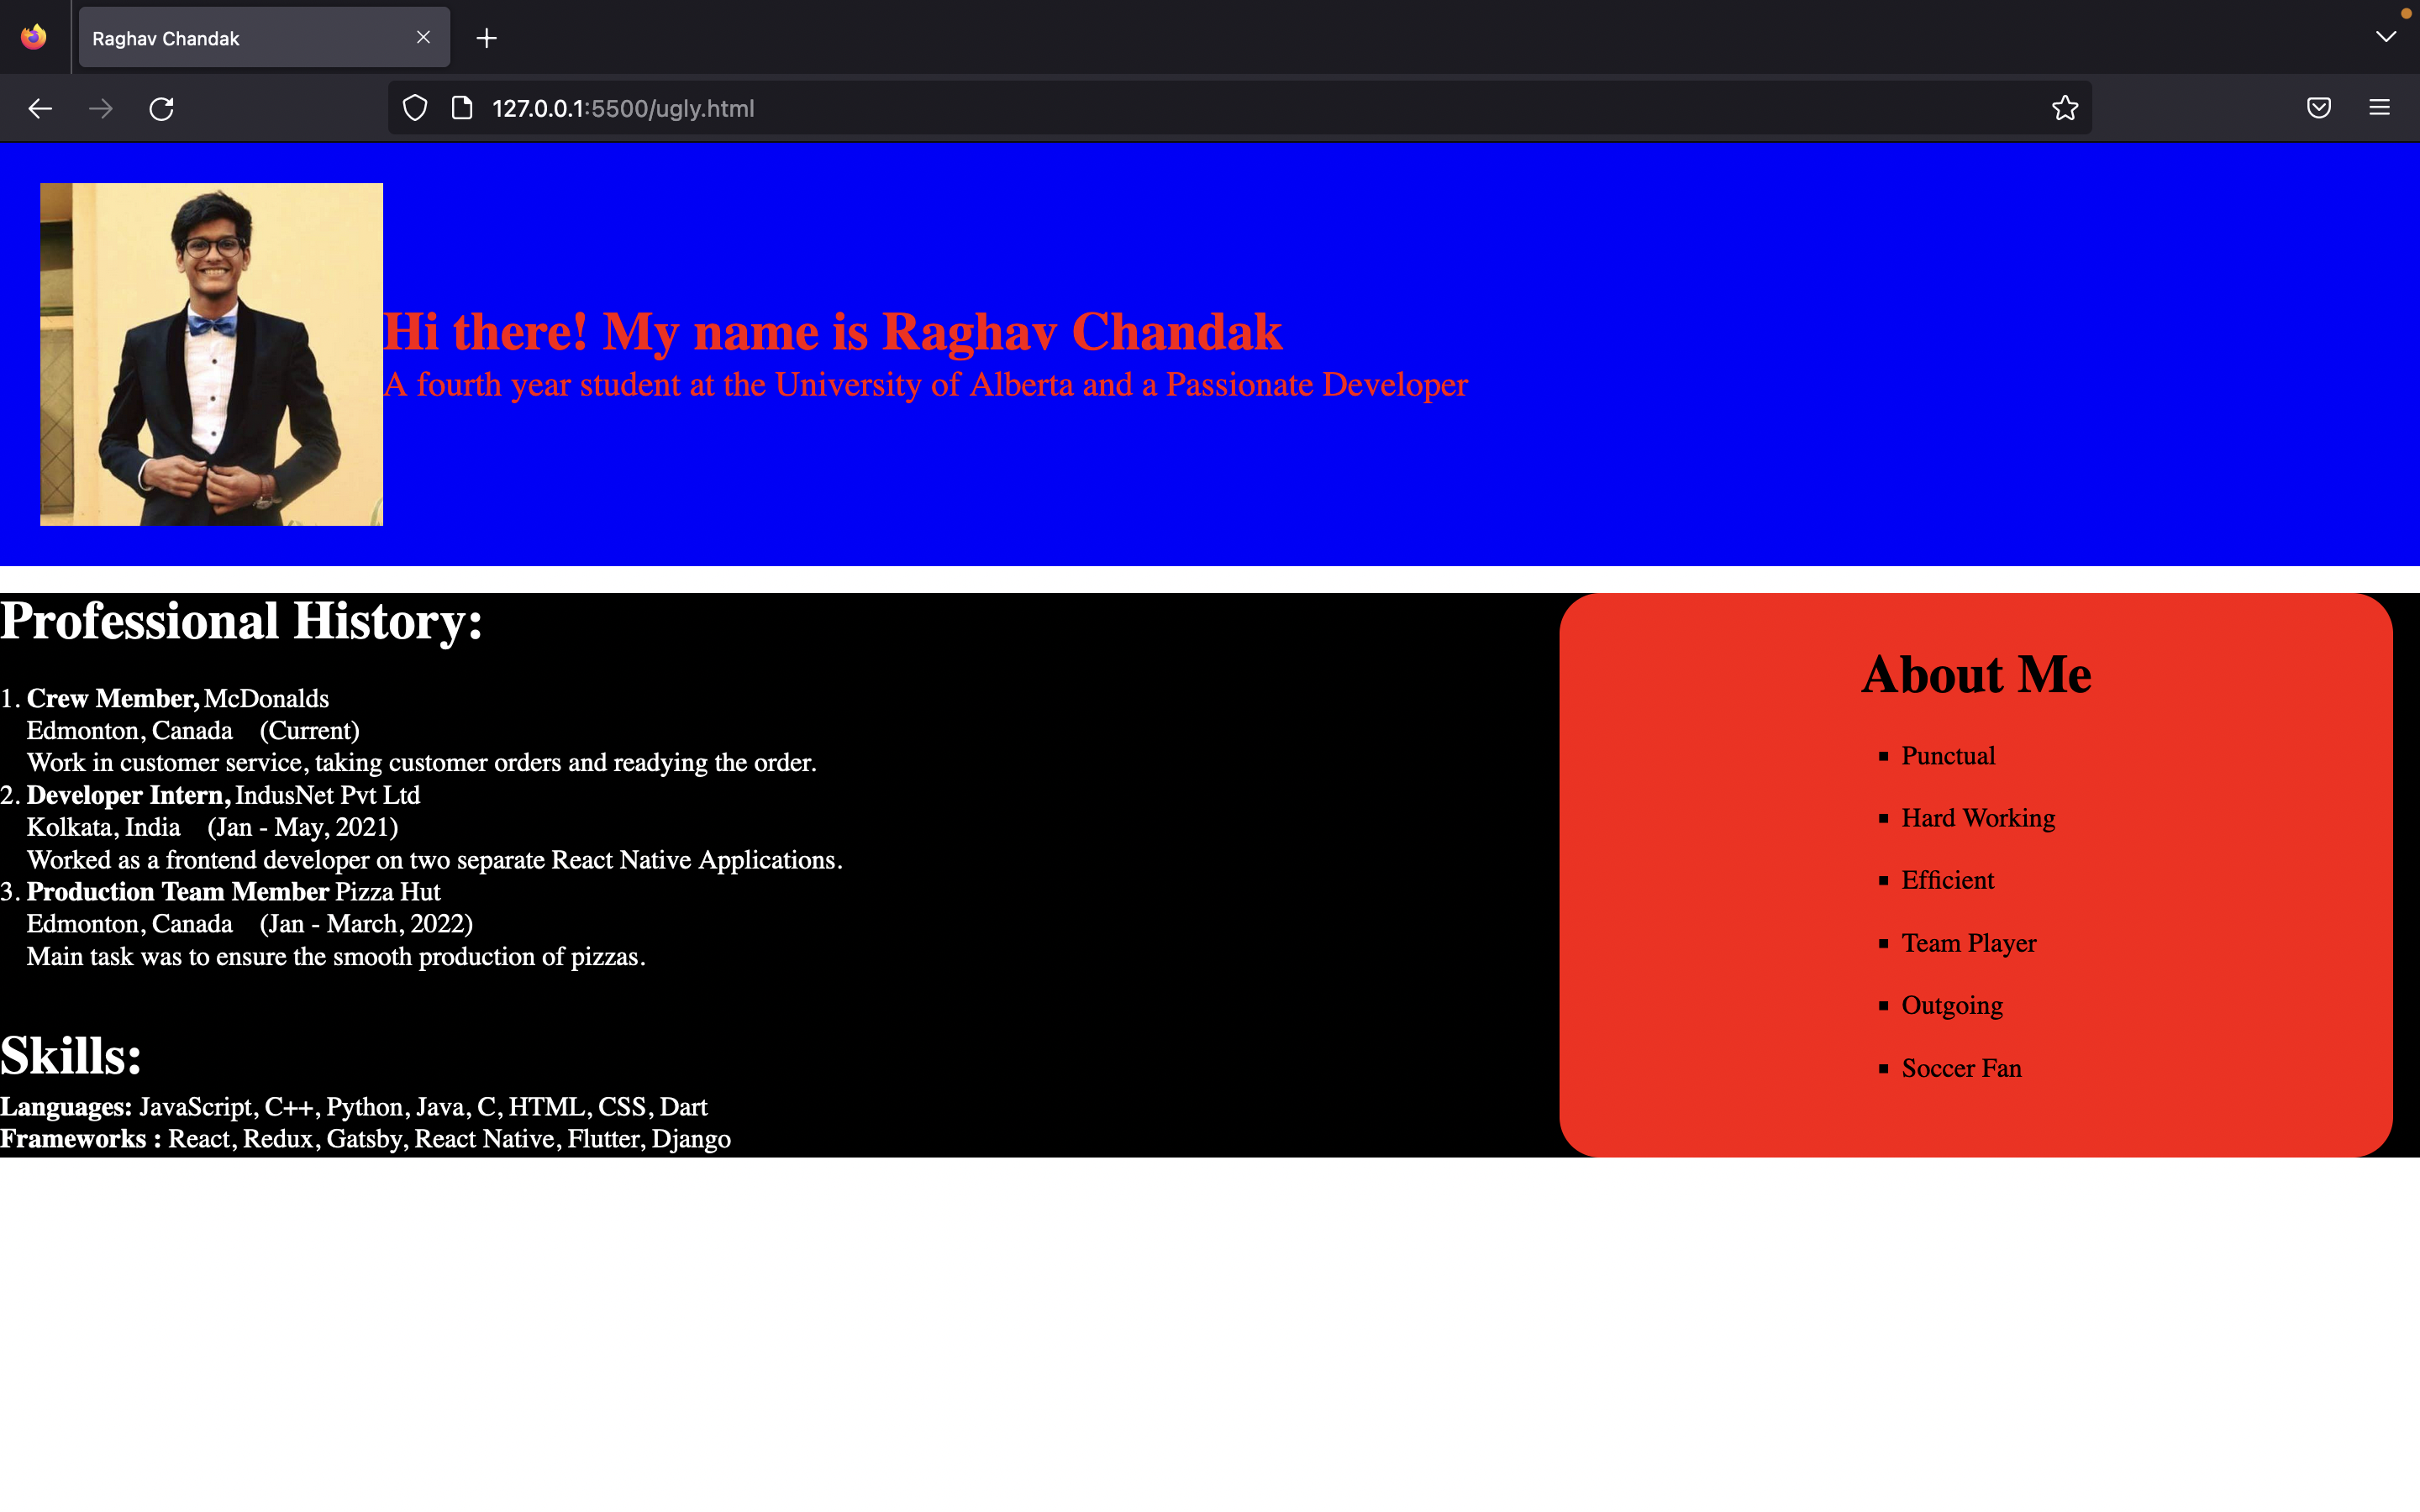 Raghav Chandak
127.0.0.1:5500/ugly.html
Hi there! My name is Raghav Chandak
A fourth year student at the University of Alberta and a Passionate Developer
Professional History:
1. Crew Member, McDonalds
Edmonton, Canada (Current)
Work in customer service, taking customer orders and readying the order.
2. Developer Intern, IndusNet Pvt Ltd
Kolkata, India (Jan - May, 2021)
Worked as a frontend developer on two separate React Native Applications.
3. Production Team Member Pizza Hut
Edmonton, Canada (Jan - March, 2022)
Main task was to ensure the smooth production of pizzas.
Skills:
Languages: JavaScript, C++, Python, Java, C, HTML, CSS, Dart
Frameworks : React, Redux, Gatsby, React Native, Flutter, Django
About Me
▪ Punctual
▪ Hard Working
▪ Efficient
▪ Team Player
▪ Outgoing
▪ Soccer Fan